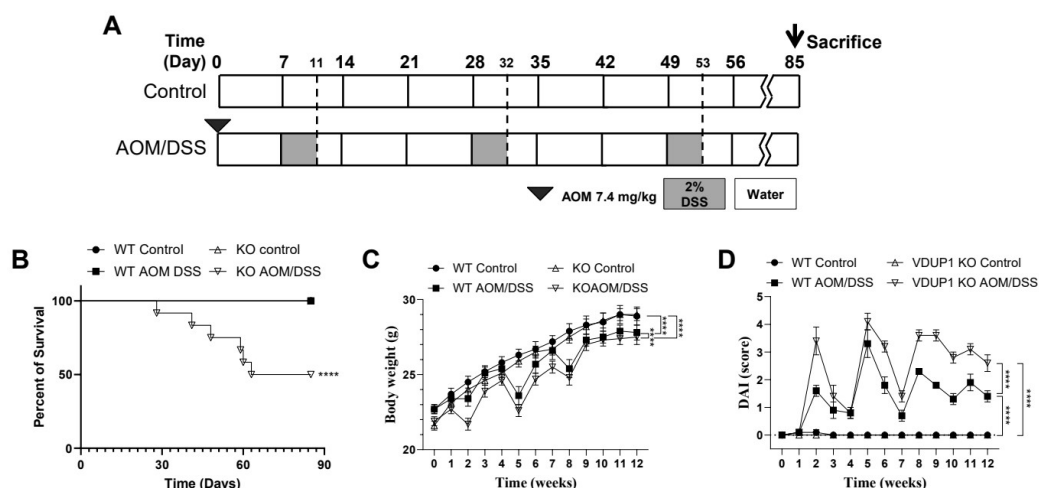 A
Time
(Day)
Sacrifice
0 7 11 14 21 28 32 35 42 49 53 56 85
Control
AOM/DSS
AOM 7.4 mg/kg
2%
DSS
Water
B
WT Control KO control
WT AOM DSS KO AOM/DSS
Percent of Survival
100
50
0
****
0 30 60 90
Time (Days)
C
WT Control KO Control
WT AOM/DSS KOAOM/DSS
Body weight (g)
30
28
26
24
22
20
****
****
****
0 1 2 3 4 5 6 7 8 9 10 11 12
Time (weeks)
D
WT Control VDUP1 KO Control
WT AOM/DSS VDUP1 KO AOM/DSS
DAI (score)
5
4
3
2
1
0
****
****
****
0 1 2 3 4 5 6 7 8 9 10 11 12
Time (weeks)